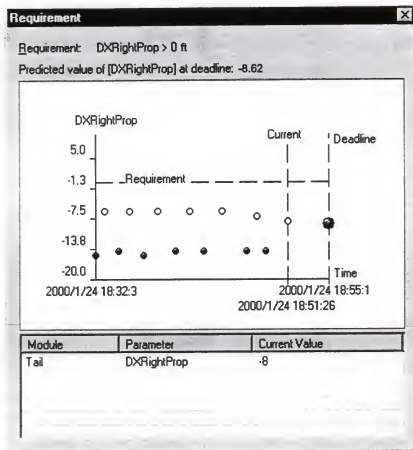 Requirement
Requirement: DXRightProp > 0 ft
Predicted value of [DXRightProp] at deadline: -8.62
DXRightProp
Current
Deadline
5.0
-1.3
Requirement
-7.5
-13.8
-20.0
Time
2000/1/24 18:32:3
2000/1/24 18:55:1
2000/1/24 18:51:26
Module Parameter Current Value
Tail DXRightProp -8